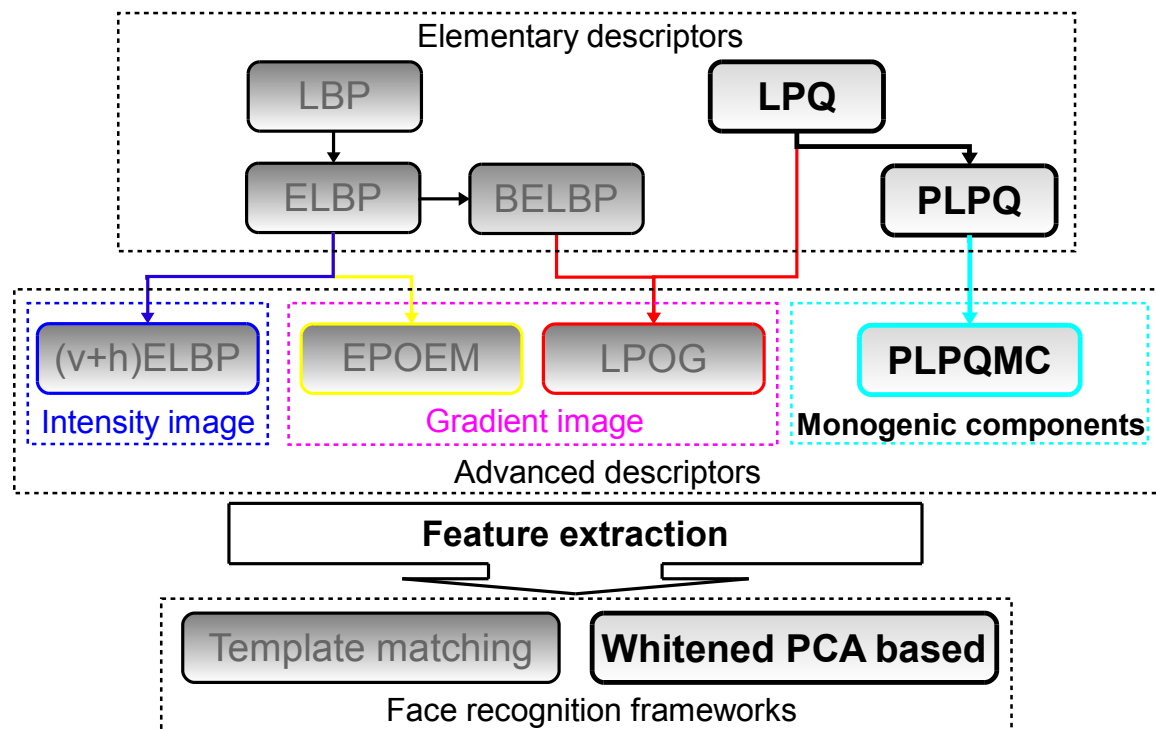 Elementary descriptors
LBP
LPQ
ELBP
BELBP
PLPQ
(v+h)ELBP
EPOEM
LPOG
PLPQMC
Intensity image
Gradient image
Monogenic components
Advanced descriptors
Feature extraction
Template matching
Whitened PCA based
Face recognition frameworks